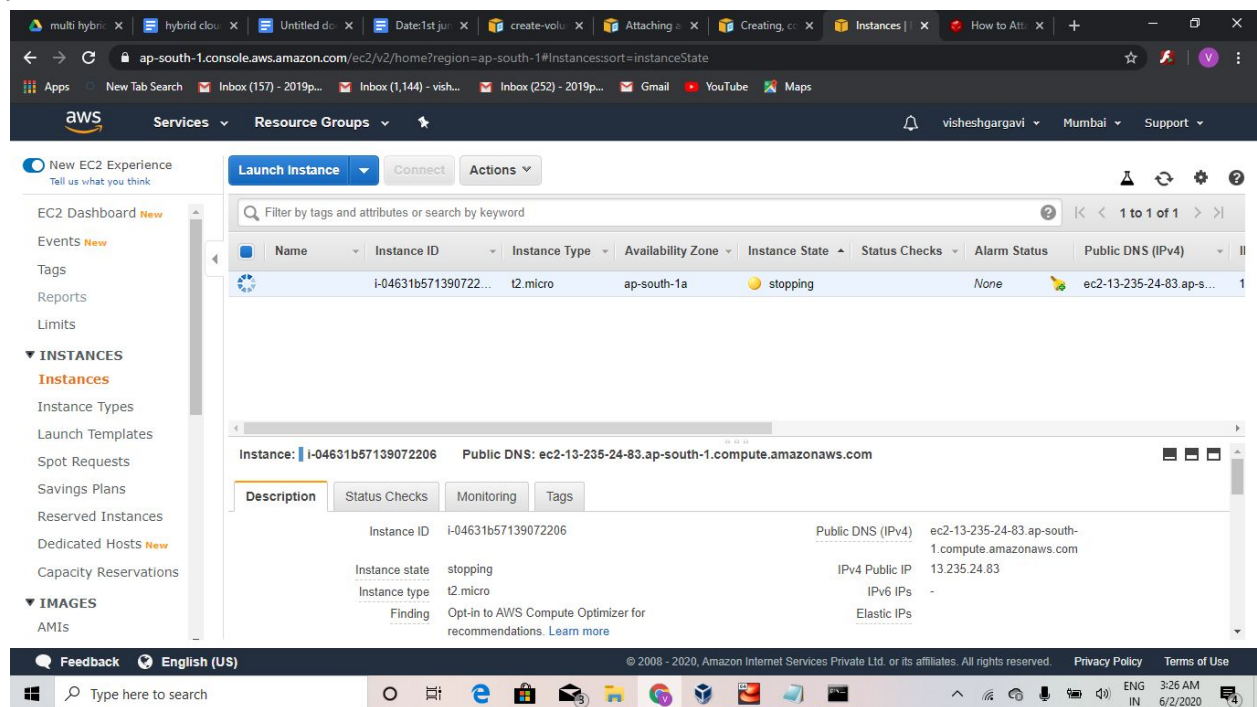 multi hybric
hybrid clou
Untitled do
Date:1st jun
create-volu
Attaching a
Creating, co
Instances |
How to Atta
ap-south-1.console.aws.amazon.com/ec2/v2/home?region=ap-south-1#Instances:sort=instanceState
V
Apps New Tab Search Inbox (157) - 2019p... Inbox (1,144) - vish... Inbox (252) - 2019p... Gmail YouTube Maps
aws Services Resource Groups visheshgargavi Mumbai Support
New EC2 Experience
Tell us what you think
EC2 Dashboard New
Events New
Tags
Reports
Limits
INSTANCES
Instances
Instance Types
Launch Templates
Spot Requests
Savings Plans
Reserved Instances
Dedicated Hosts New
Capacity Reservations
IMAGES
AMIs
Launch Instance Connect Actions
Filter by tags and attributes or search by keyword 1 to 1 of 1
Name Instance ID Instance Type Availability Zone Instance State Status Checks Alarm Status Public DNS (IPv4)
i-04631b571390722... t2.micro ap-south-1a stopping None ec2-13-235-24-83.ap-s... 1
Instance: i-04631b57139072206 Public DNS: ec2-13-235-24-83.ap-south-1.compute.amazonaws.com
Description Status Checks Monitoring Tags
Instance ID i-04631b57139072206
Instance state stopping
Instance type t2.micro
Finding Opt-in to AWS Compute Optimizer for
recommendations. Learn more
Public DNS (IPv4) ec2-13-235-24-83.ap-south-
1.compute.amazonaws.com
IPv4 Public IP 13.235.24.83
IPv6 IPs -
Elastic IPs
Feedback English (US) © 2008 - 2020, Amazon Internet Services Private Ltd. or its affiliates. All rights reserved. Privacy Policy Terms of Use
Type here to search
3
V
ENG
IN
3:26 AM
6/2/2020
4